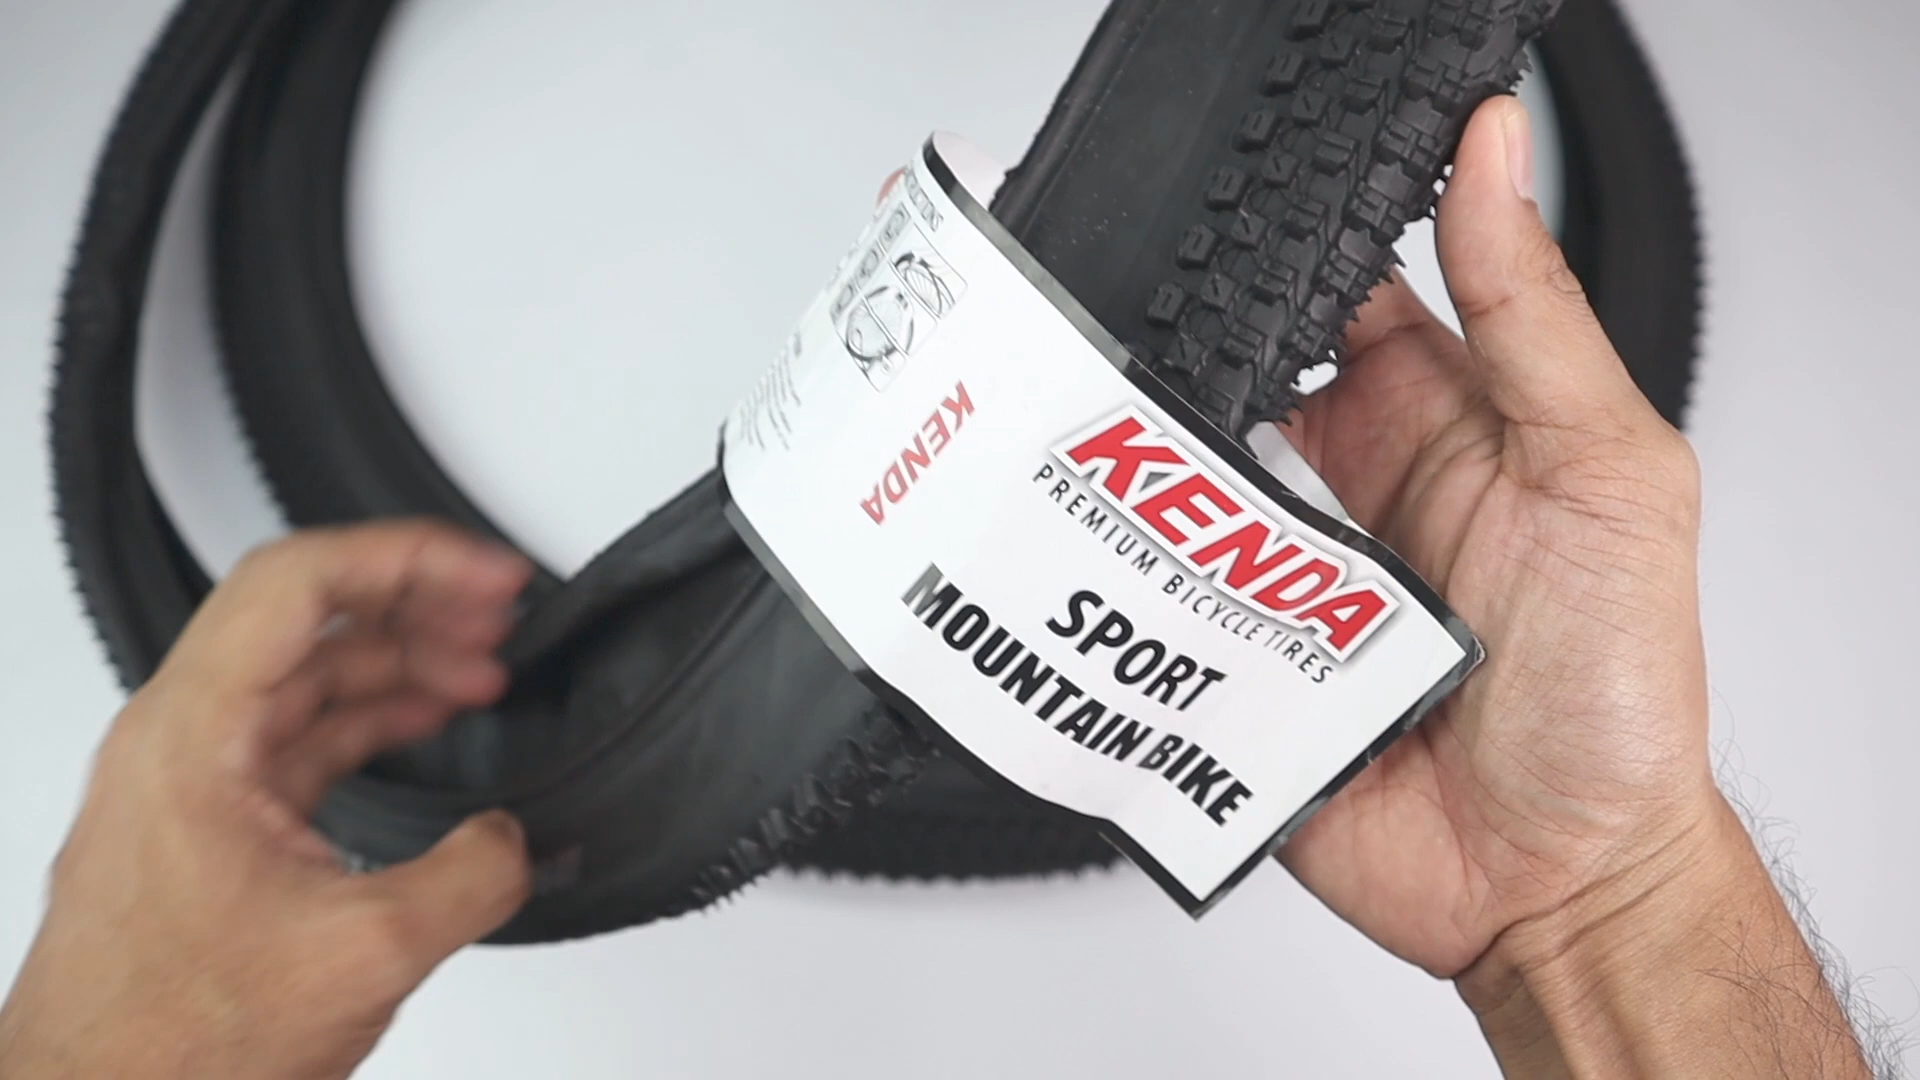 KENDA
PREMIUM BICYCLE TIRES
SPORT
MOUNTAIN BIKE
KENDA